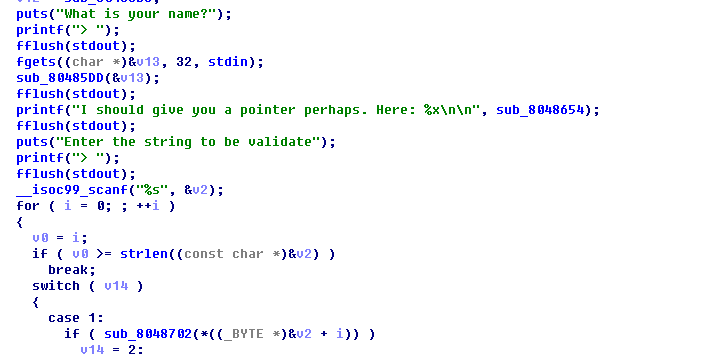 puts("What is your name?");
printf("> ");
fflush(stdout);
fgets((char *)&v13, 32, stdin);
sub_80485DD(&v13);
fflush(stdout);
printf("I should give you a pointer perhaps. Here: %x\n\n", sub_8048654);
fflush(stdout);
puts("Enter the string to be validate");
printf("> ");
fflush(stdout);
__isoc99_scanf("%s", &v2);
for ( i = 0; ; ++i )
{
v0 = i;
if ( v0 >= strlen((const char *)&v2) )
break;
switch ( v14 )
{
case 1:
if ( sub_8048702(*((_BYTE *)&v2 + i)) )
v14 = 2;